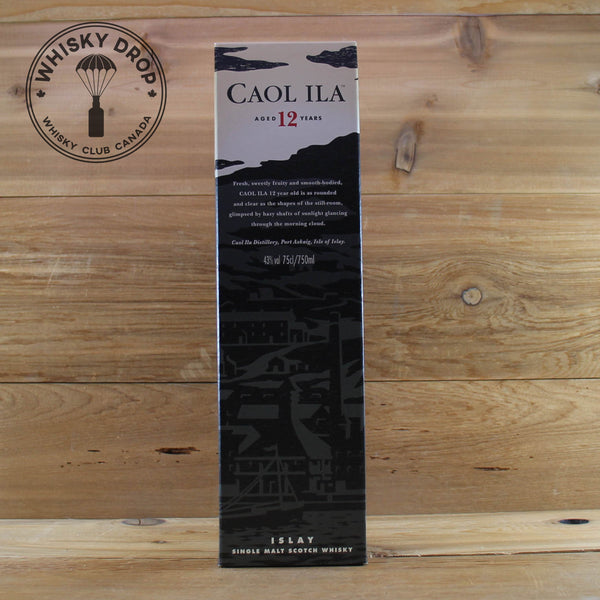 WHISKY DROP
WHISKY CLUB CANADA
CAOL ILA™
AGED 12 YEARS
Fresh, sweetly fruity and smooth-bodied,
CAOL ILA 12 year old is as rounded
and clear as the shapes of the still-room,
glimpsed by hazy shafts of sunlight glancing
through the morning cloud.
Caol Ila Distillery, Port Askaig, Isle of Islay.
43% vol 75cl/750ml
ISLAY
SINGLE MALT SCOTCH WHISKY